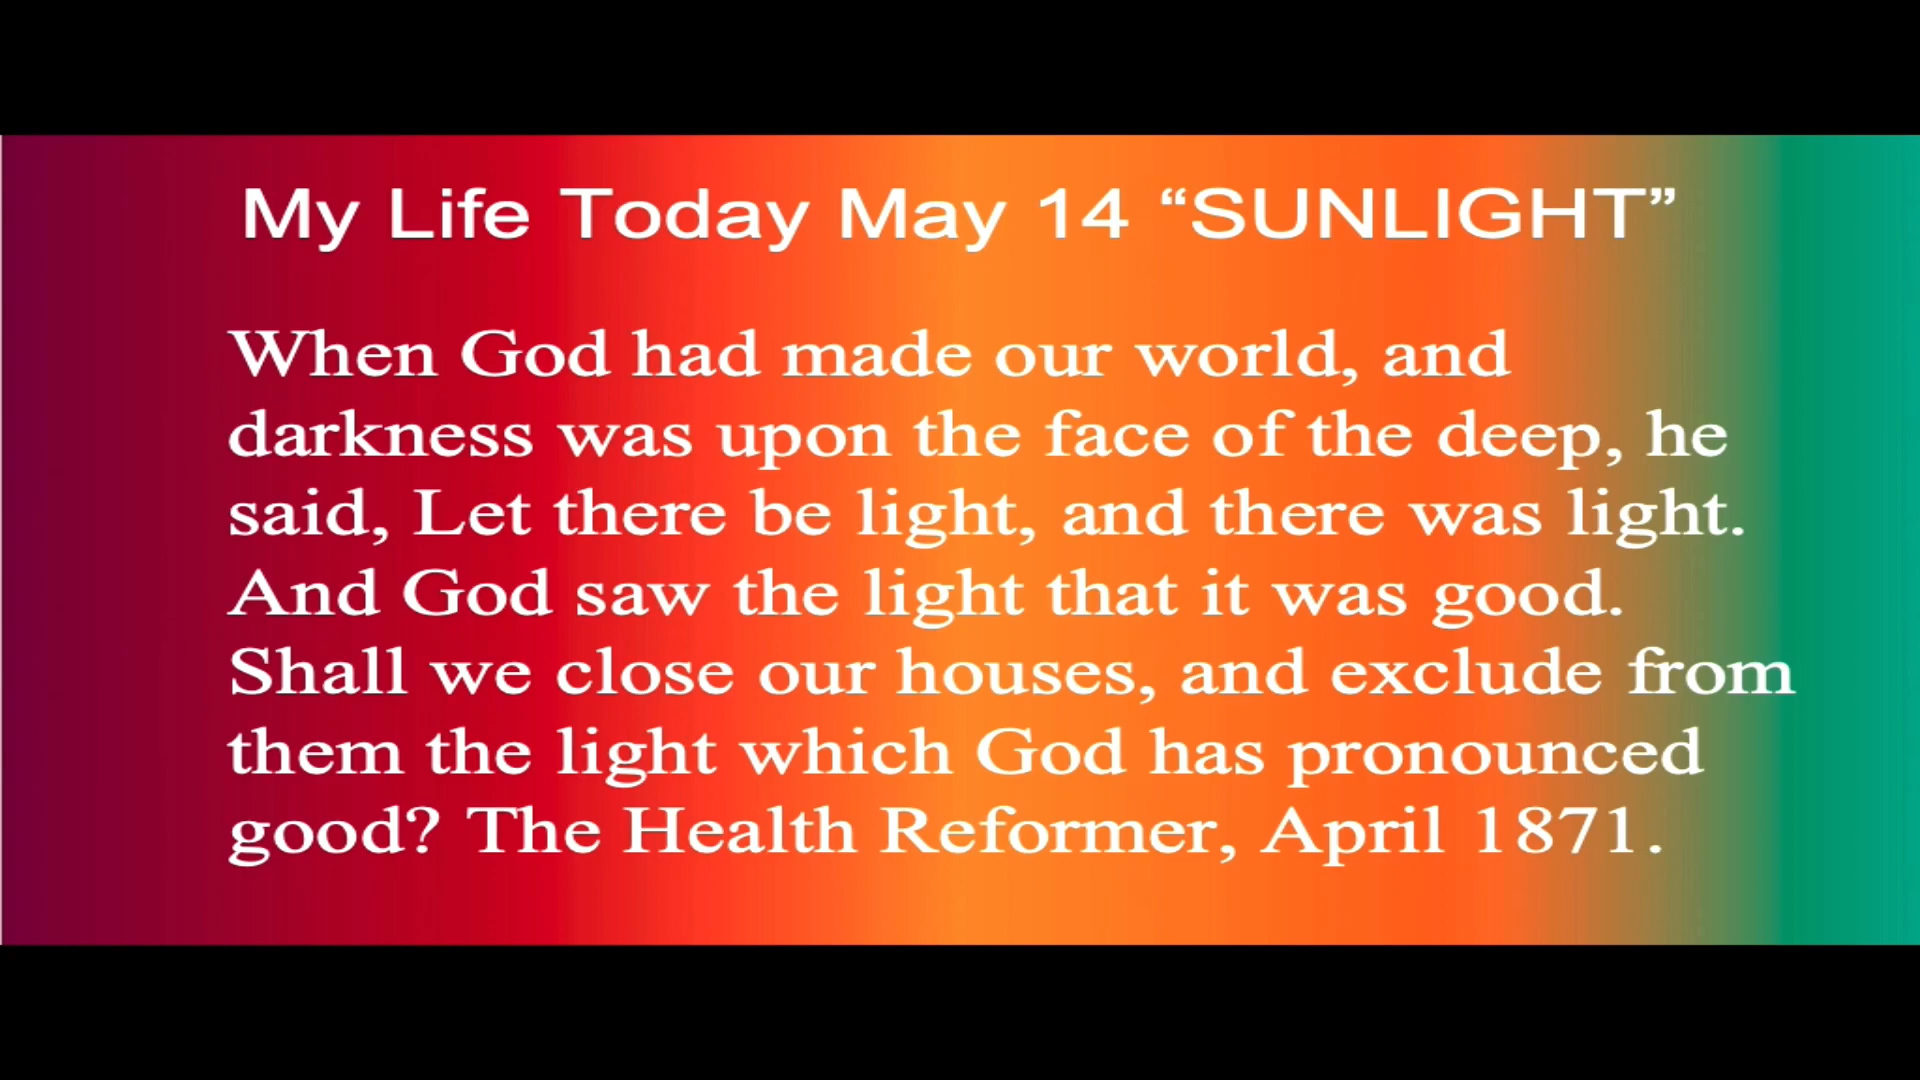 My Life Today May 14 “SUNLIGHT”
When God had made our world, and
darkness was upon the face of the deep, he
said, Let there be light, and there was light.
And God saw the light that it was good.
Shall we close our houses, and exclude from
them the light which God has pronounced
good? The Health Reformer, April 1871.